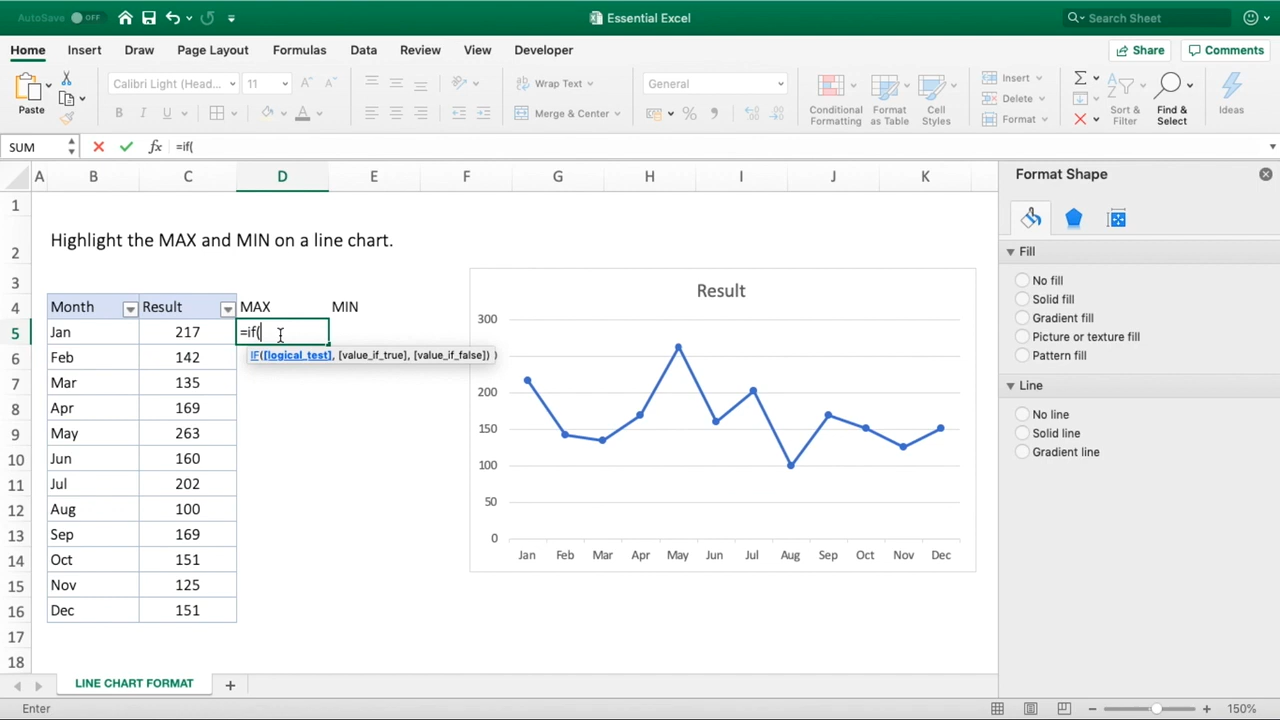 AutoSave OFF Essential Excel Search Sheet
Home Insert Draw Page Layout Formulas Data Review View Developer Share Comments
Paste
Calibri Light (Head... 11
B I U A
Wrap Text
Merge & Center
General
%
Conditional Formatting
Format as Table
Cell Styles
Insert
Delete
Format
Sort & Filter
Find & Select
Ideas
SUM fx =if(
A B C D E F G H I J K
1
2 Highlight the MAX and MIN on a line chart.
3
4 Month Result MAX MIN
5 Jan 217 =if(
IF([logical_test], [value_if_true], [value_if_false]) )
6 Feb 142
7 Mar 135
8 Apr 169
9 May 263
10 Jun 160
11 Jul 202
12 Aug 100
13 Sep 169
14 Oct 151
15 Nov 125
16 Dec 151
17
18
Result
300
200
150
100
50
0
Jan Feb Mar Apr May Jun Jul Aug Sep Oct Nov Dec
Format Shape
Fill
No fill
Solid fill
Gradient fill
Picture or texture fill
Pattern fill
Line
No line
Solid line
Gradient line
LINE CHART FORMAT
Enter 150%